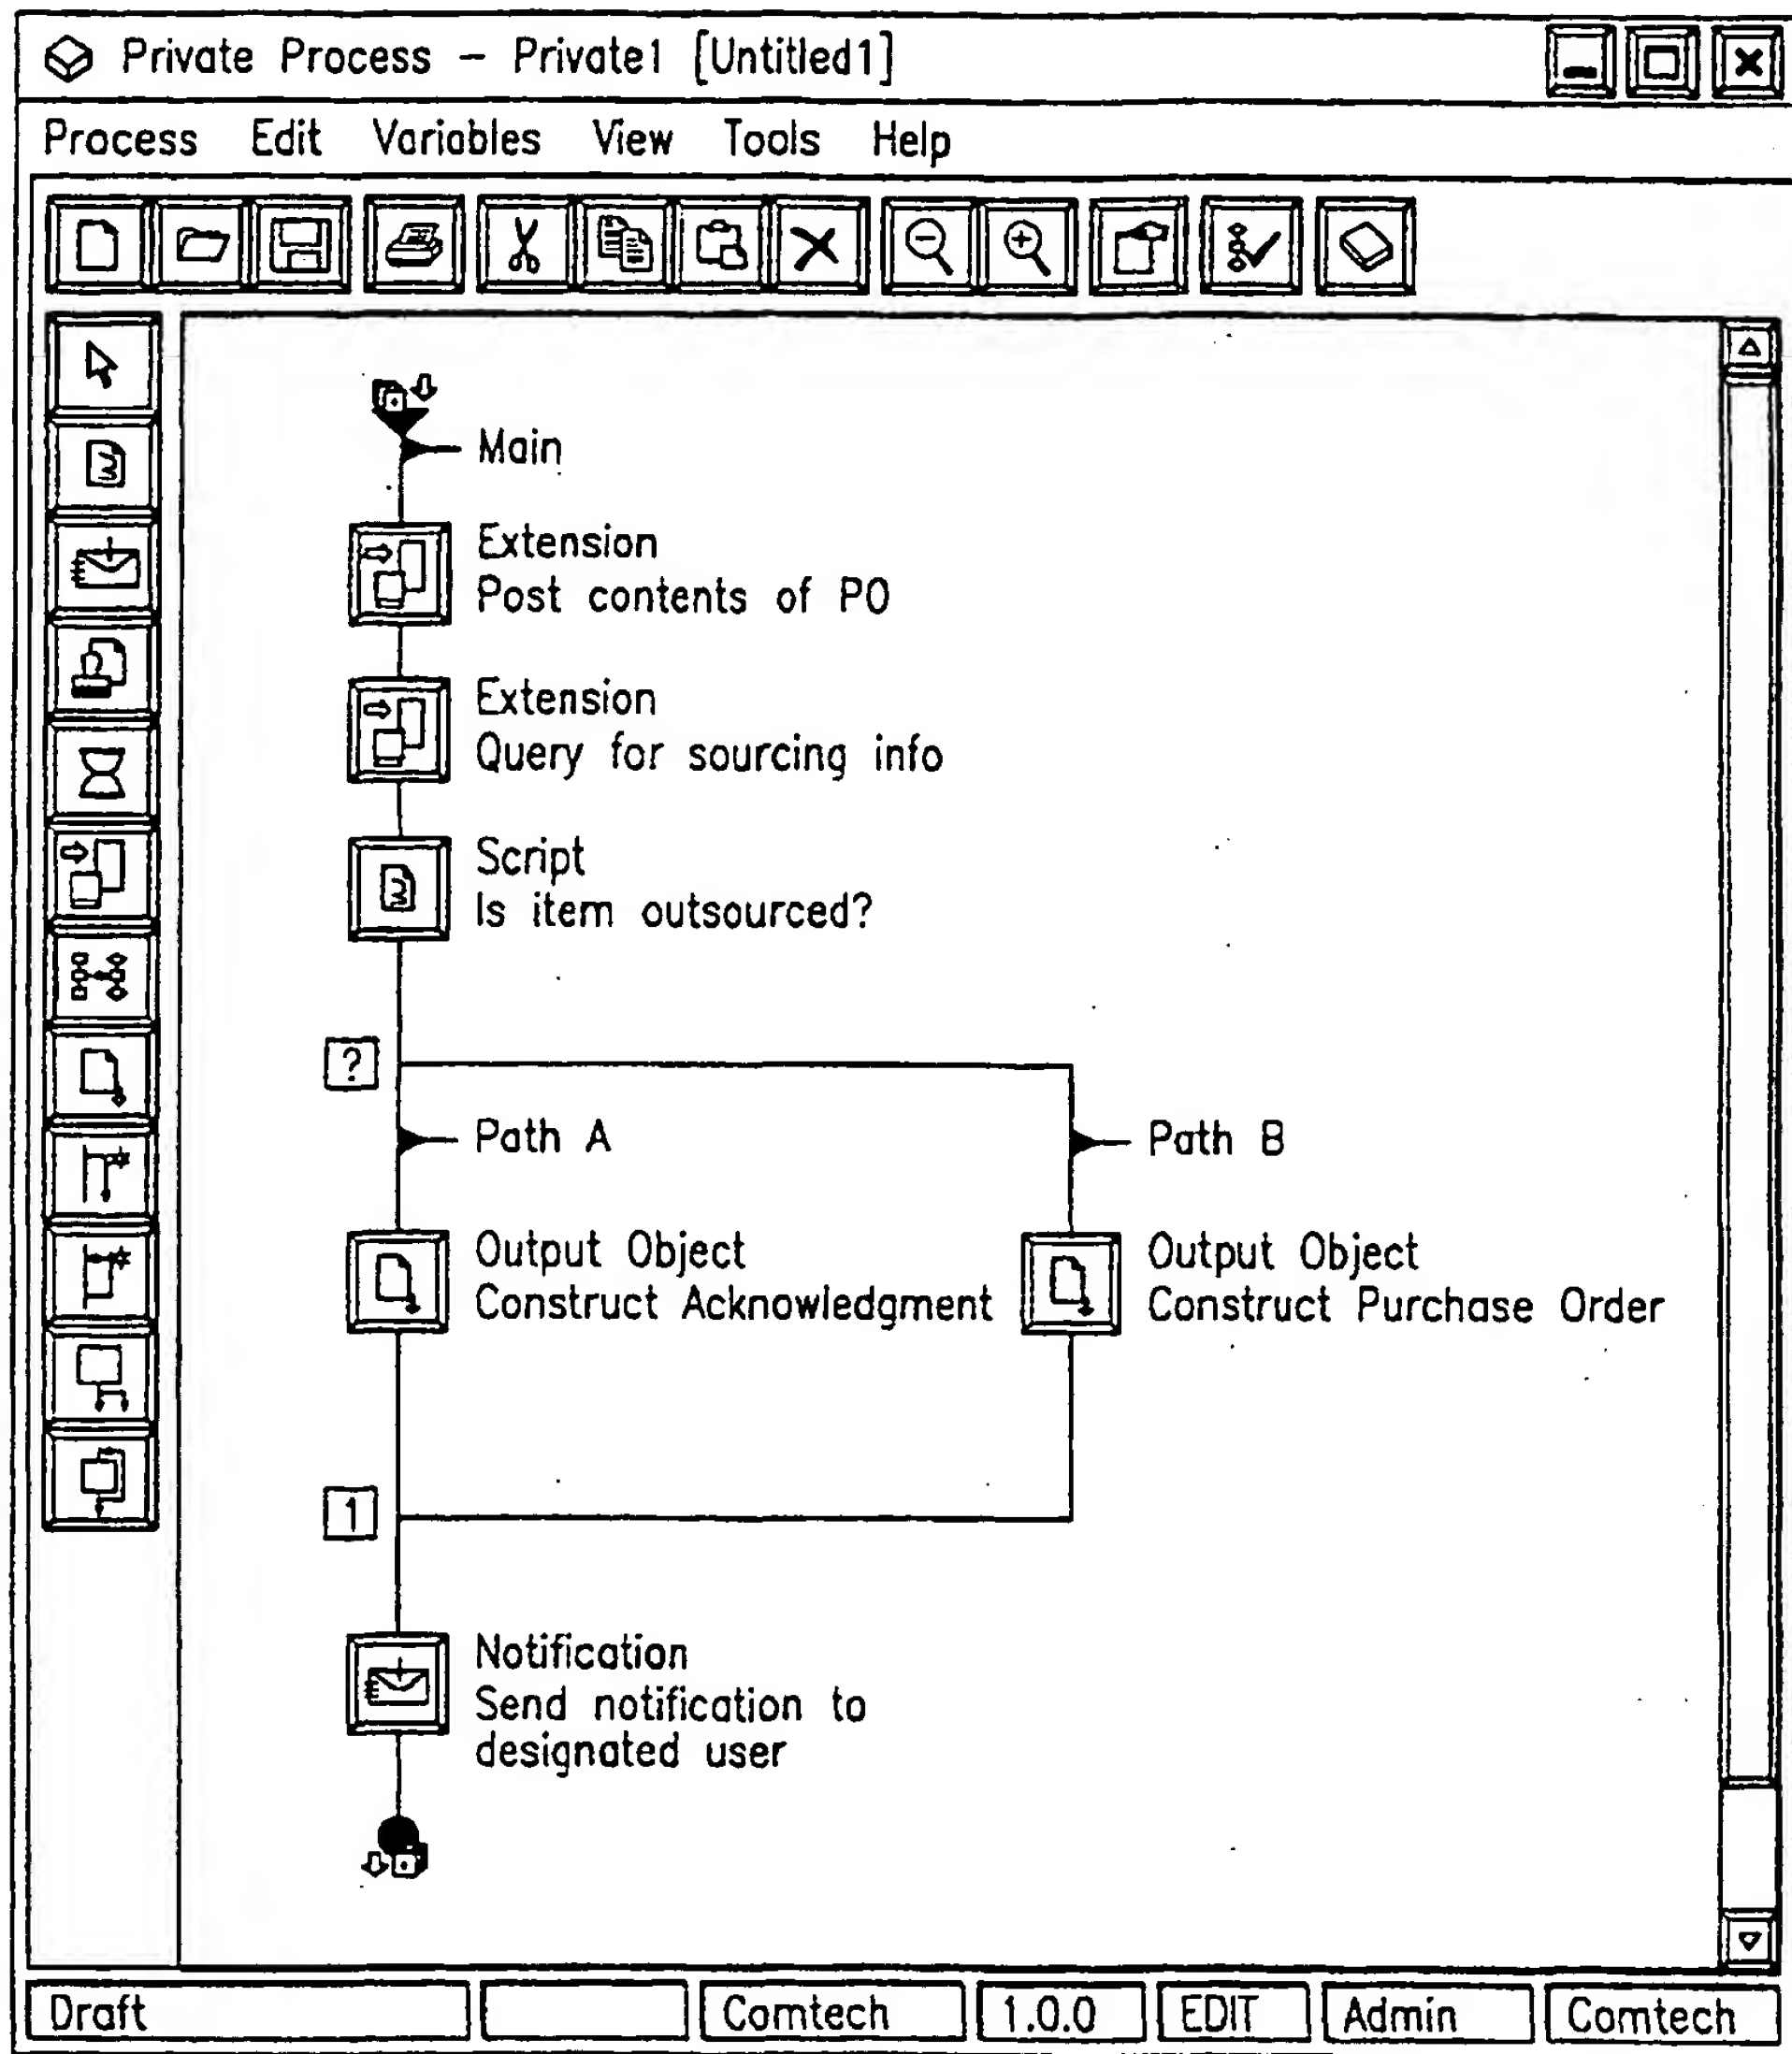 Private Process – Private1 [Untitled1]
Process Edit Variables View Tools Help
Main
Extension
Post contents of PO
Extension
Query for sourcing info
Script
Is item outsourced?
?
Path A
Path B
Output Object
Construct Acknowledgment
Output Object
Construct Purchase Order
1
Notification
Send notification to
designated user
Draft Comtech 1.0.0 EDIT Admin Comtech